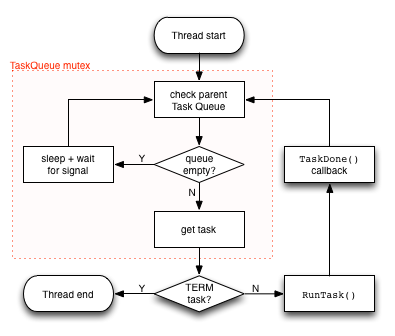 Thread start
TaskQueue mutex
check parent
Task Queue
sleep + wait
for signal
Y
queue
empty?
TaskDone()
callback
N
get task
Thread end
Y
TERM
task?
N
RunTask()